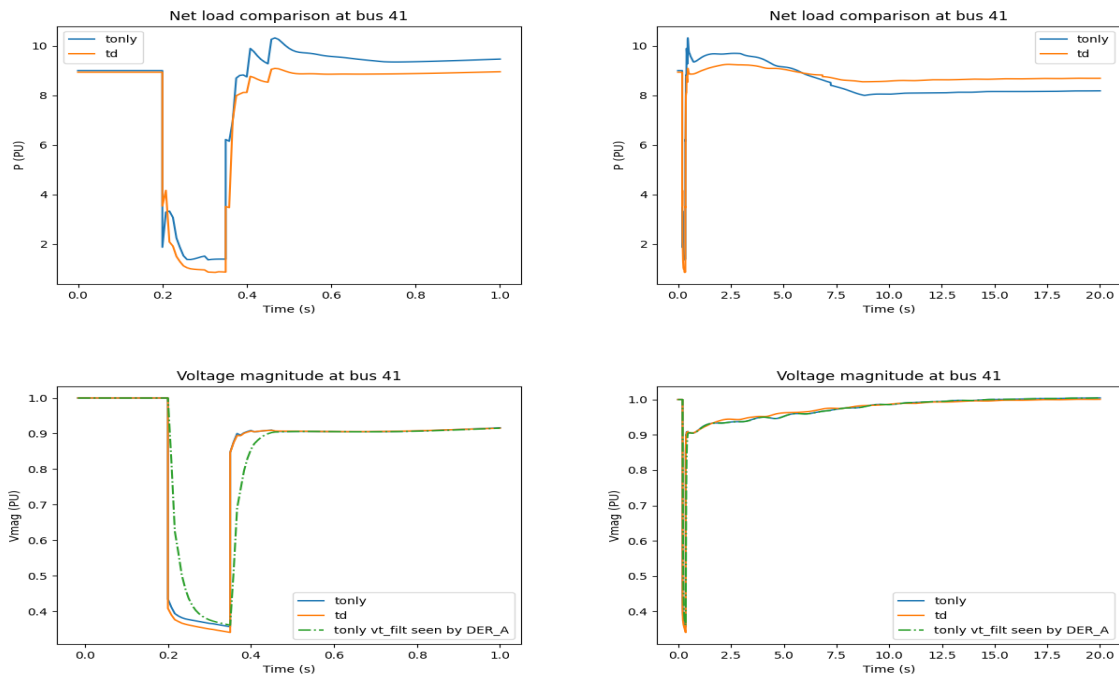 Net load comparison at bus 41
tonly
td
P (PU)
10
8
6
4
2
0.0 0.2 0.4 0.6 0.8 1.0
Time (s)
Net load comparison at bus 41
tonly
td
P (PU)
10
8
6
4
2
0.0 2.5 5.0 7.5 10.0 12.5 15.0 17.5 20.0
Time (s)
Voltage magnitude at bus 41
Vmag (PU)
1.0
0.9
0.8
0.7
0.6
0.5
0.4
tonly
td
tonly vt_filt seen by DER_A
0.0 0.2 0.4 0.6 0.8 1.0
Time (s)
Voltage magnitude at bus 41
Vmag (PU)
1.0
0.9
0.8
0.7
0.6
0.5
0.4
tonly
td
tonly vt_filt seen by DER_A
0.0 2.5 5.0 7.5 10.0 12.5 15.0 17.5 20.0
Time (s)